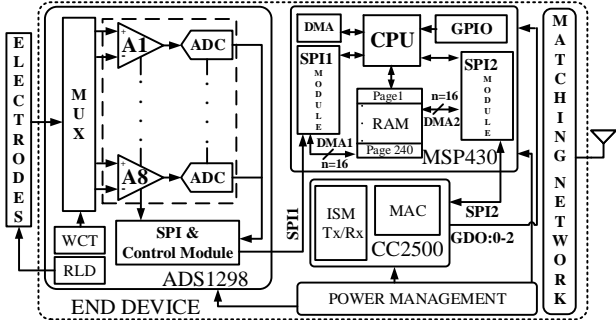 ELECTRODES
MUX
A1
+
-
ADC
A8
+
-
ADC
WCT
RLD
SPI &
Control Module
ADS1298
END DEVICE
SPI1
DMA
CPU
GPIO
SPI1
MODULE
SPI2
MODULE
Page1
RAM
Page 240
n=16
DMA2
DMA1
n=16
MSP430
ISM
Tx/Rx
MAC
CC2500
SPI2
GDO:0-2
POWER MANAGEMENT
MATCHING NETWORK